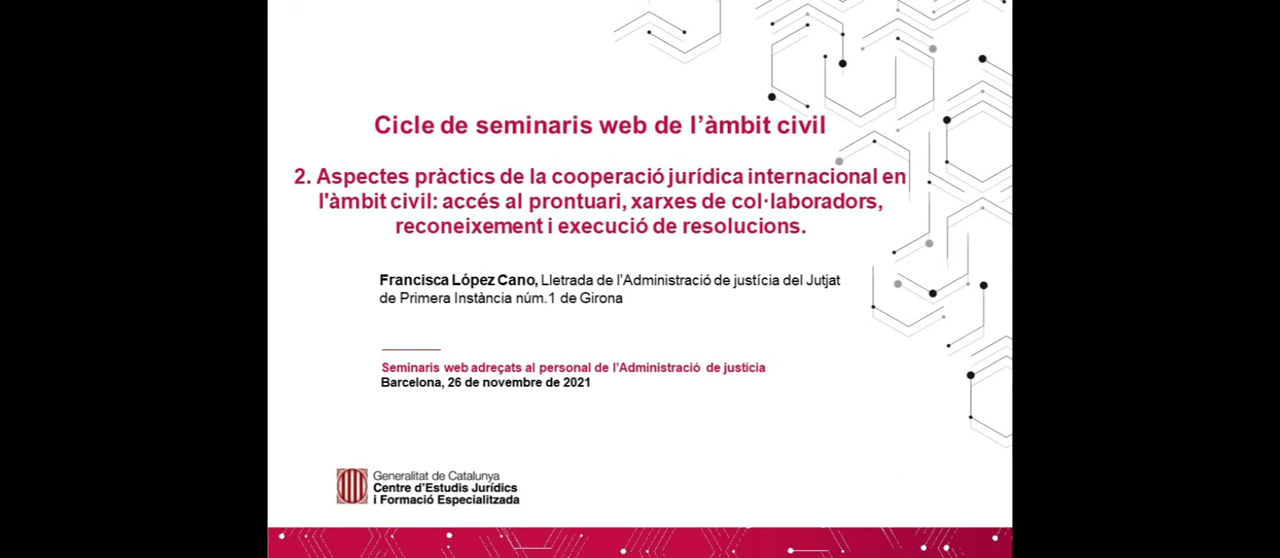 Cicle de seminaris web de l’àmbit civil
2. Aspectes pràctics de la cooperació jurídica internacional en
l'àmbit civil: accés al prontuari, xarxes de col·laboradors,
reconeixement i execució de resolucions.
Francisca López Cano, Lletrada de l’Administració de justícia del Jutjat
de Primera Instància núm.1 de Girona
Seminaris web adreçats al personal de l’Administració de justícia
Barcelona, 26 de novembre de 2021
Generalitat de Catalunya
Centre d’Estudis Jurídics
i Formació Especialitzada